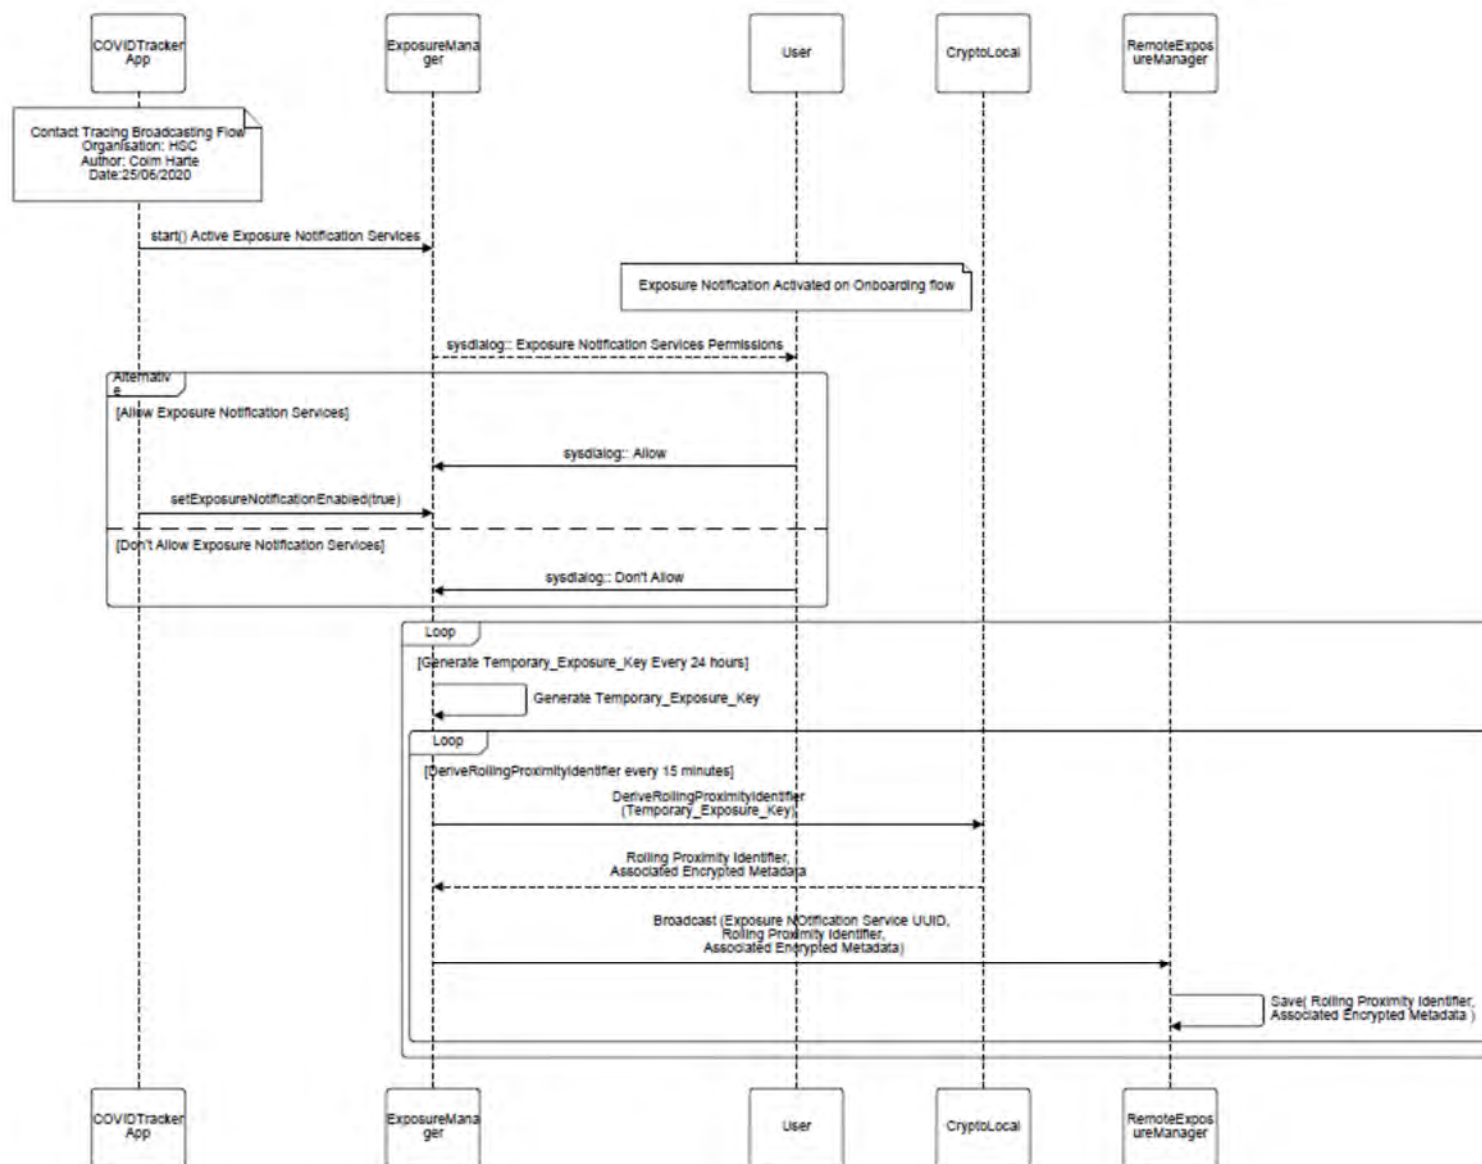 COVIDTracker
App
ExposureMana
ger
User
CryptoLocal
RemoteExpos
ureManager
Contact Tracing Broadcasting Flow
Organisation: HSC
Author: Colm Harte
Date:25/06/2020
start() Active Exposure Notification Services
Exposure Notification Activated on Onboarding flow
sysdialog:: Exposure Notification Services Permissions
Alternativ
e
[Allow Exposure Notification Services]
sysdialog:: Allow
setExposureNotificationEnabled(true)
[Don't Allow Exposure Notification Services]
sysdialog:: Don't Allow
Loop
[Generate Temporary_Exposure_Key Every 24 hours]
Generate Temporary_Exposure_Key
Loop
[DeriveRollingProximityIdentifier every 15 minutes]
DeriveRollingProximityIdentifier
(Temporary_Exposure_Key)
Rolling Proximity Identifier,
Associated Encrypted Metadata
Broadcast (Exposure NOtification Service UUID,
Rolling Proximity Identifier,
Associated Encrypted Metadata)
Save( Rolling Proximity Identifier,
Associated Encrypted Metadata )
COVIDTracker
App
ExposureMana
ger
User
CryptoLocal
RemoteExpos
ureManager